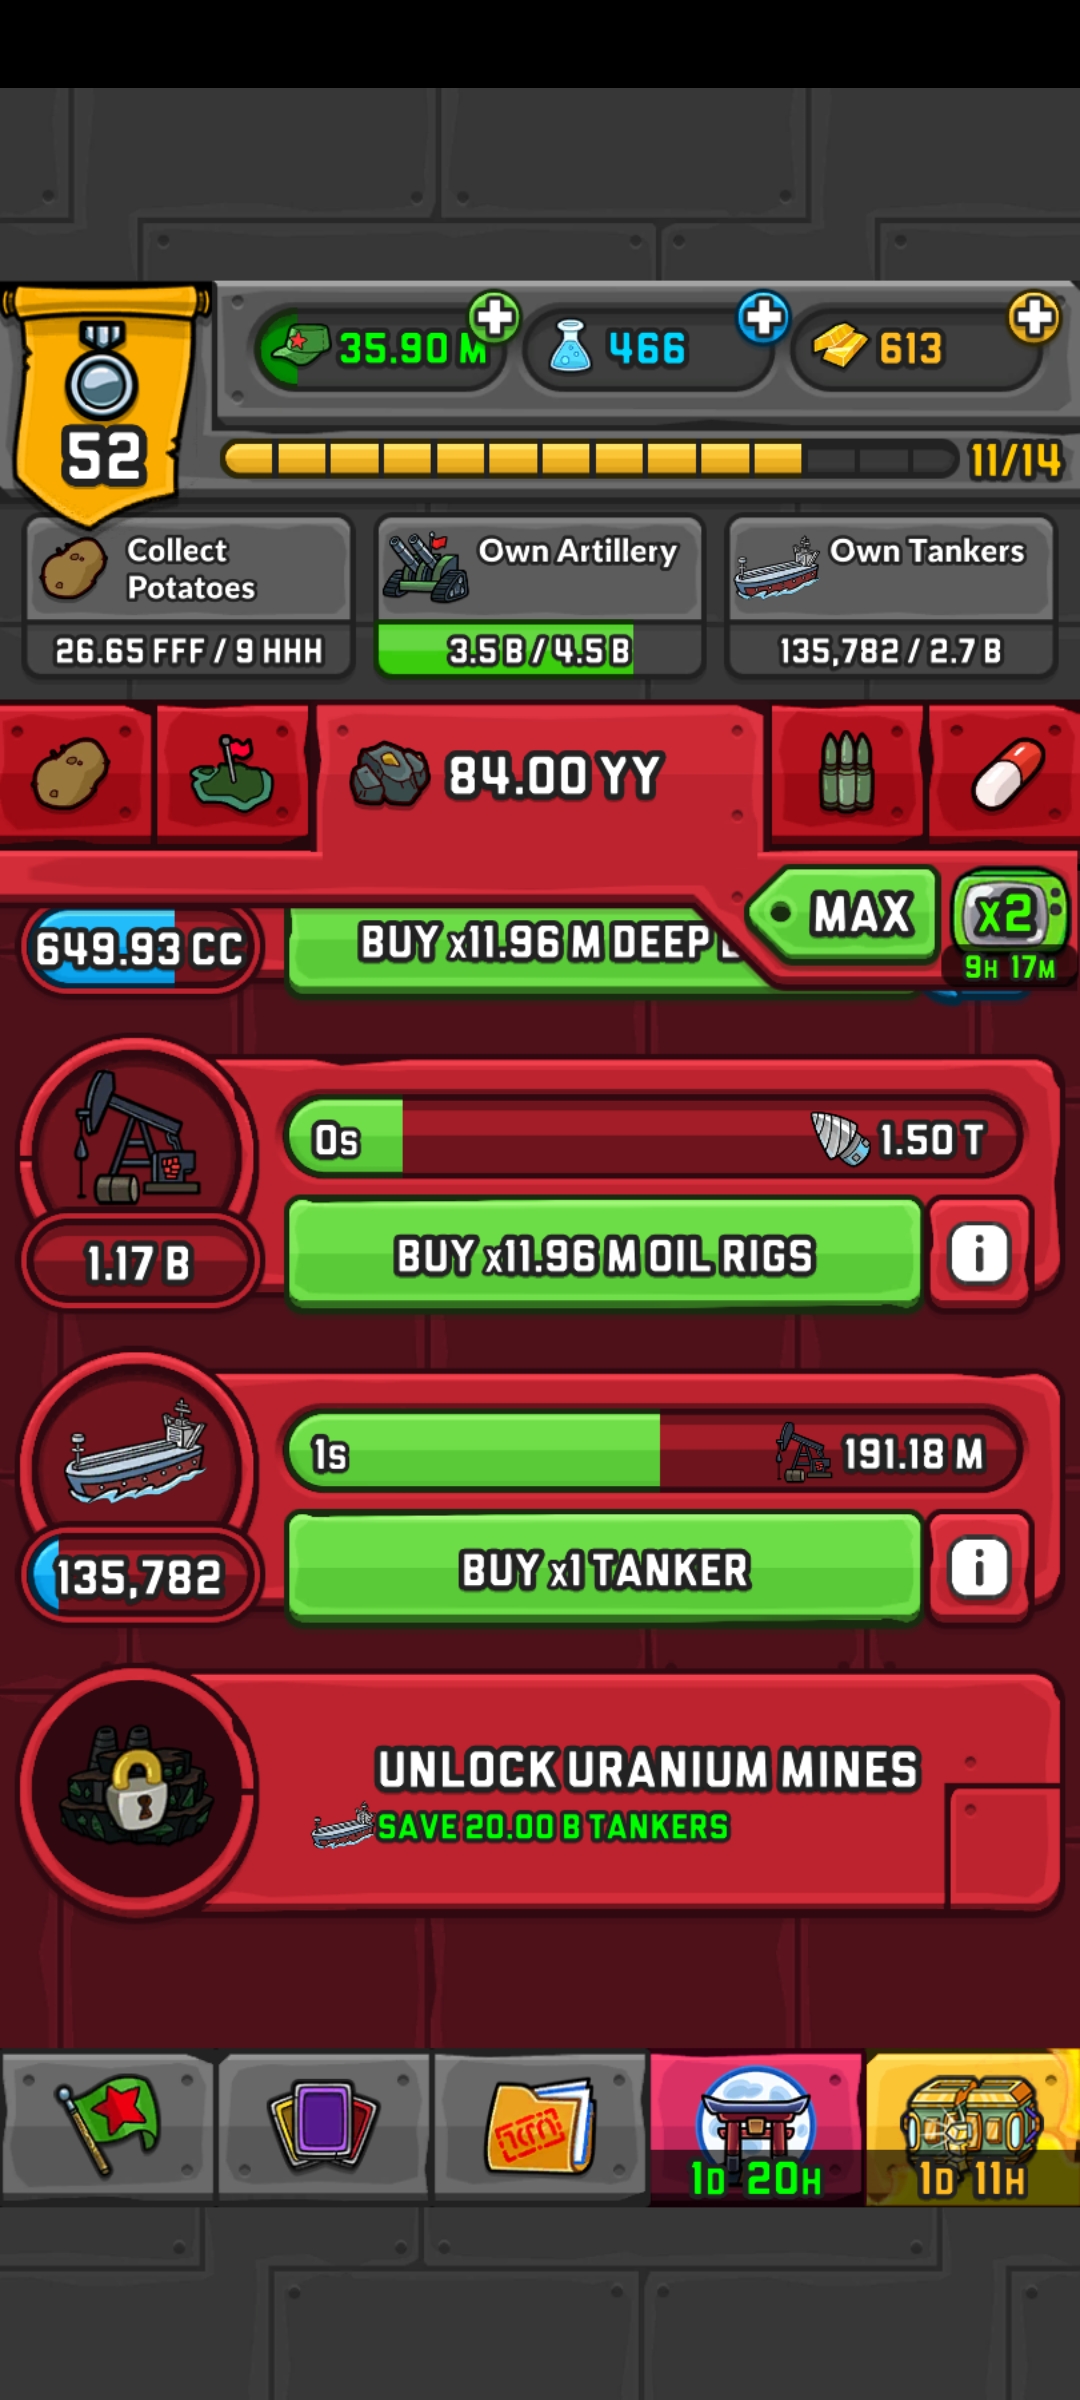 35.90 M
466
613
52
11/14
Collect
Potatoes
Own Artillery
Own Tankers
26.65 FFF / 9 HHH
3.5 B / 4.5 B
135,782 / 2.7 B
84.00 YY
MAX
x2
9H 17M
649.93 CC
BUY x11.96 M DEEP
0s
1.50 T
1.17 B
BUY x11.96 M OIL RIGS
i
1s
191.18 M
135,782
BUY x1 TANKER
i
UNLOCK URANIUM MINES
SAVE 20.00 B TANKERS
1D 20H
1D 11H